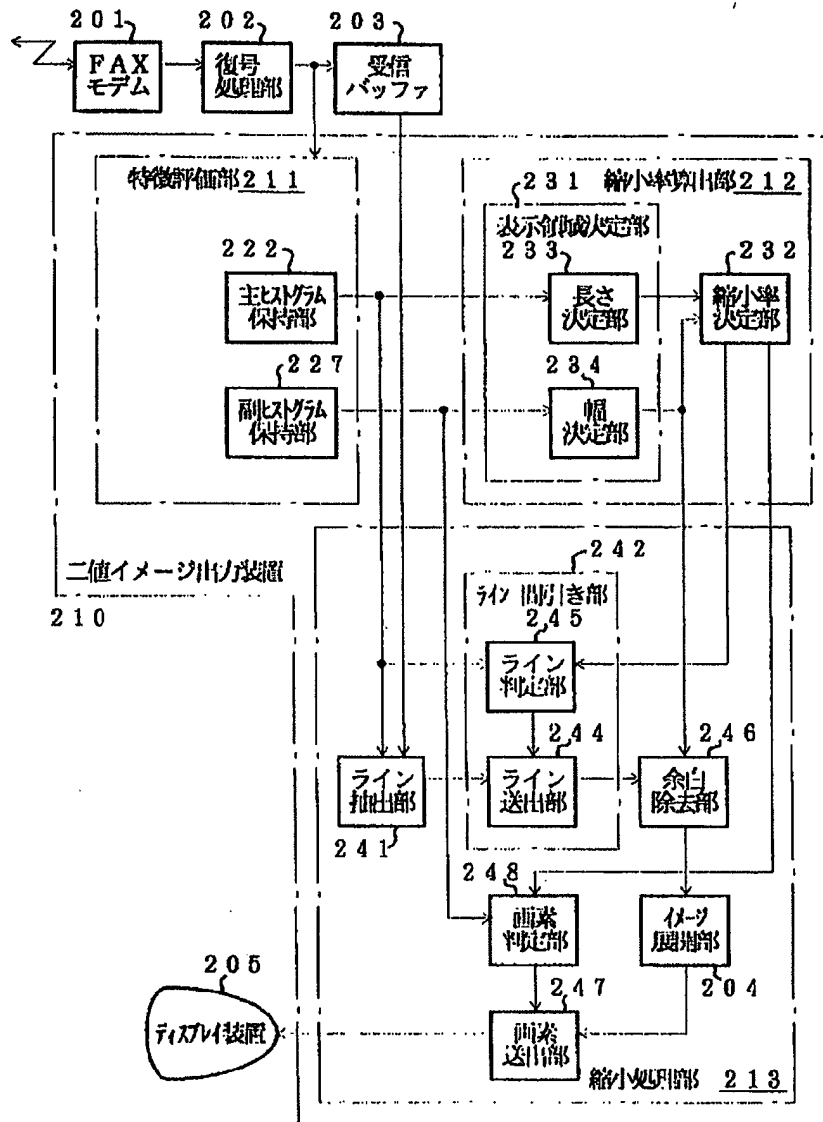 201
202
203
FAX
モデム
復号
処理部
受信
バッファ
特徴評価部 211
222
主ヒストグラム
保持部
227
副ヒストグラム
保持部
縮小率算出部 212
231
表示領域決定部
233
長さ
決定部
232
縮小率
決定部
234
幅
決定部
二値イメージ出力装置
210
242
ライン間引き部
245
ライン
判定部
244
ライン
送出部
246
余白
除去部
ライン
抽出部
241
248
画素
判定部
イメージ
展開部
204
247
画素
送出部
205
ディスプレイ装置
縮小処理部 213